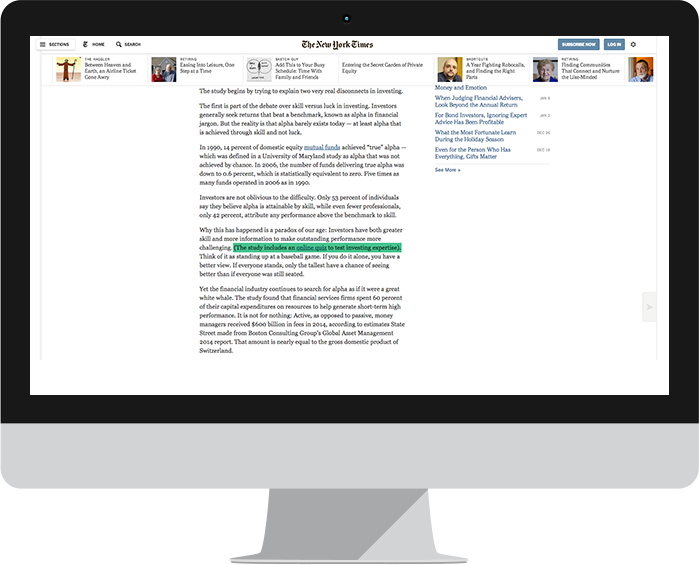 SECTIONS HOME SEARCH The New York Times SUBSCRIBE NOW LOG IN
THE HAGGLER
Between Heaven and
Earth, an Airline Ticket
Gone Away
RETIRING
Easing Into Leisure, One
Step at a Time
SKETCH GUY
Add This to Your Busy
Schedule: Time With
Family and Friends
Entering the Secret Garden of Private
Equity
SHORTCUTS
A Year Fighting Robocalls,
and Finding the Right
Parts
RETIRING
Finding Communities
That Connect and Nurture
the Like-Minded
The study begins by trying to explain two very real disconnects in investing.
The first is part of the debate over skill versus luck in investing. Investors
generally seek returns that beat a benchmark, known as alpha in financial
jargon. But the reality is that alpha barely exists today — at least alpha that
is achieved through skill and not luck.
In 1990, 14 percent of domestic equity mutual funds achieved “true” alpha —
which was defined in a University of Maryland study as alpha that was not
achieved by chance. In 2006, the number of funds delivering true alpha was
down to 0.6 percent, which is statistically equivalent to zero. Five times as
many funds operated in 2006 as in 1990.
Investors are not oblivious to the difficulty. Only 53 percent of individuals
say they believe alpha is attainable by skill, while even fewer professionals,
only 42 percent, attribute any performance above the benchmark to skill.
Why this has happened is a paradox of our age: Investors have both greater
skill and more information to make outstanding performance more
challenging. (The study includes an online quiz to test investing expertise).
Think of it as standing up at a baseball game. If you do it alone, you have a
better view. If everyone stands, only the tallest have a chance of seeing
better than if everyone was still seated.
Yet the financial industry continues to search for alpha as if it were a great
white whale. The study found that financial services firms spent 60 percent
of their capital expenditures on resources to help generate short-term high
performance. It is not for nothing: Active, as opposed to passive, money
managers received $600 billion in fees in 2014, according to estimates State
Street made from Boston Consulting Group's Global Asset Management
2014 report. That amount is nearly equal to the gross domestic product of
Switzerland.
Money and Emotion
When Judging Financial Advisers, JAN 9
Look Beyond the Annual Return
For Bond Investors, Ignoring Expert JAN 2
Advice Has Been Profitable
What the Most Fortunate Learn DEC 26
During the Holiday Season
Even for the Person Who Has DEC 19
Everything, Gifts Matter
See More »